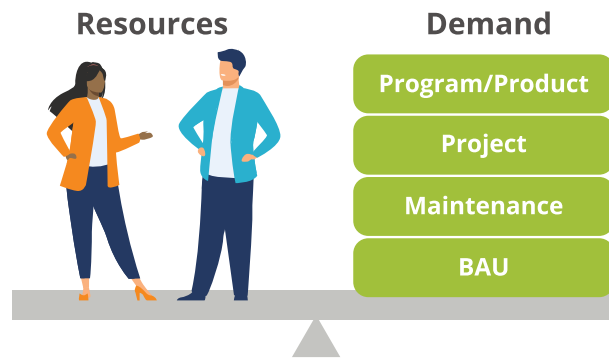 Resources
Demand
Program/Product
Project
Maintenance
BAU